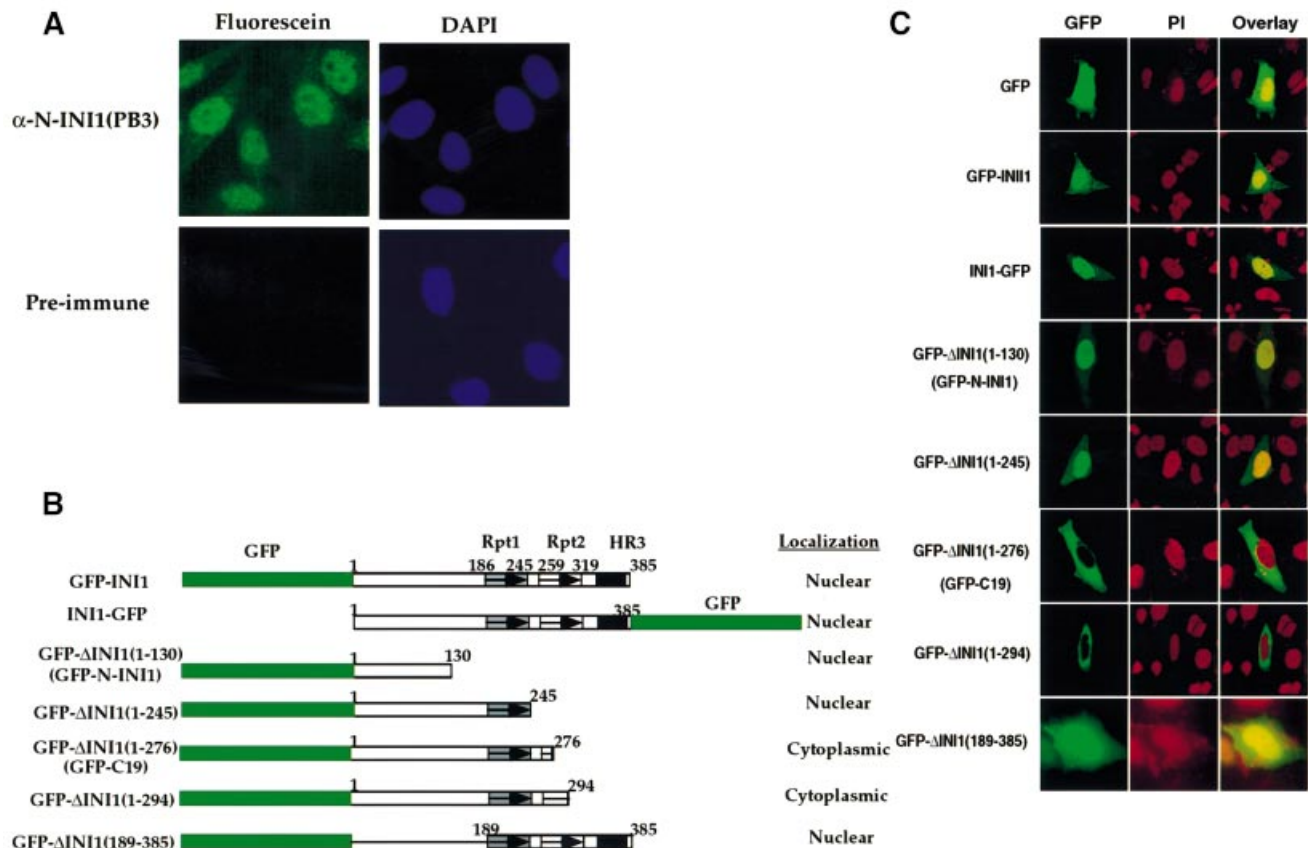 A
Fluorescein
DAPI
α-N-INI1(PB3)
Pre-immune
B
GFP
Rpt1 Rpt2 HR3
Localization
GFP-INI1
1 186 245 259 319 385
Nuclear
INI1-GFP
1 385
GFP
Nuclear
GFP-ΔINI1(1-130)
(GFP-N-INI1)
1 130
Nuclear
GFP-ΔINI1(1-245)
1 245
Nuclear
GFP-ΔINI1(1-276)
(GFP-C19)
1 276
Cytoplasmic
GFP-ΔINI1(1-294)
1 294
Cytoplasmic
GFP-ΔINI1(189-385)
189 385
Nuclear
C
GFP PI Overlay
GFP
GFP-INII1
INI1-GFP
GFP-ΔINI1(1-130)
(GFP-N-INI1)
GFP-ΔINI1(1-245)
GFP-ΔINI1(1-276)
(GFP-C19)
GFP-ΔINI1(1-294)
GFP-ΔINI1(189-385)